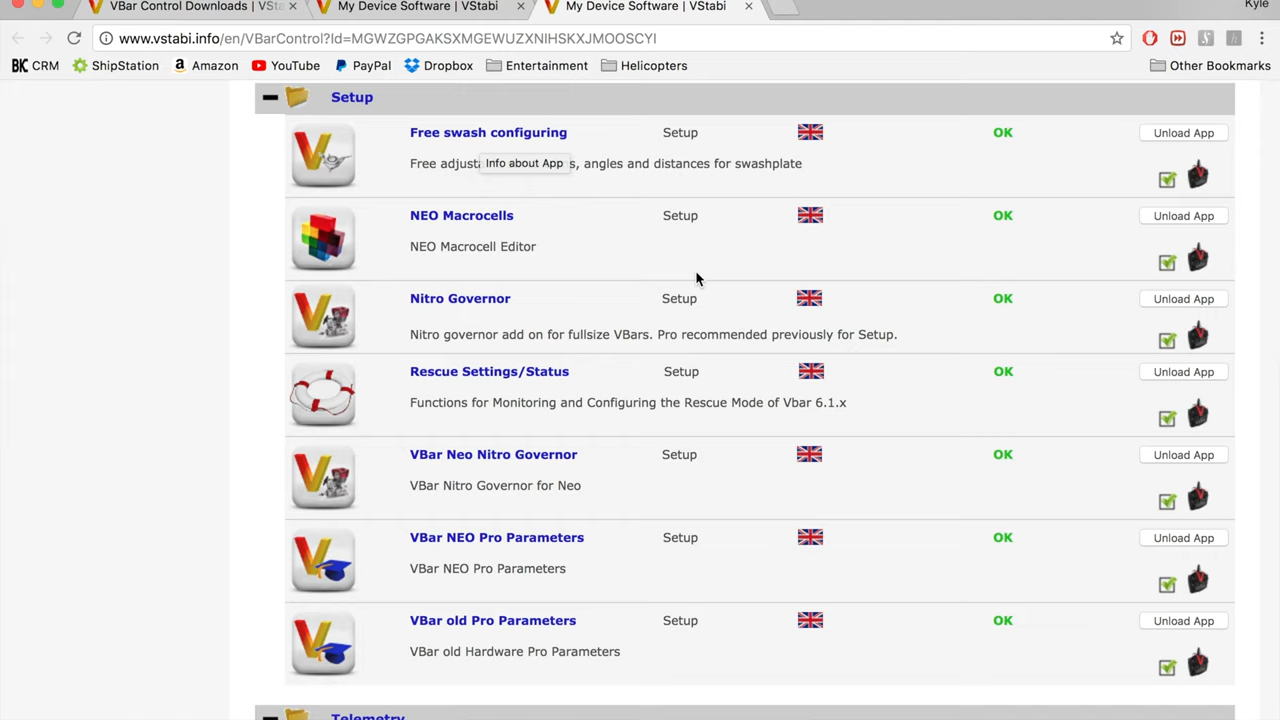 VBar Control Downloads | VSta
My Device Software | VStabi
My Device Software | VStabi
Kyle
www.vstabi.info/en/VBarControl?Id=MGWZGPGAKSXMGEWUZXNIHSKXJMOOSCYI
BK CRM
ShipStation
Amazon
YouTube
PayPal
Dropbox
Entertainment
Helicopters
Other Bookmarks
Setup
Free swash configuring Setup OK Unload App
Free adjusta Info about App s, angles and distances for swashplate
NEO Macrocells Setup OK Unload App
NEO Macrocell Editor
Nitro Governor Setup OK Unload App
Nitro governor add on for fullsize VBars. Pro recommended previously for Setup.
Rescue Settings/Status Setup OK Unload App
Functions for Monitoring and Configuring the Rescue Mode of Vbar 6.1.x
VBar Neo Nitro Governor Setup OK Unload App
VBar Nitro Governor for Neo
VBar NEO Pro Parameters Setup OK Unload App
VBar NEO Pro Parameters
VBar old Pro Parameters Setup OK Unload App
VBar old Hardware Pro Parameters
Telemetry